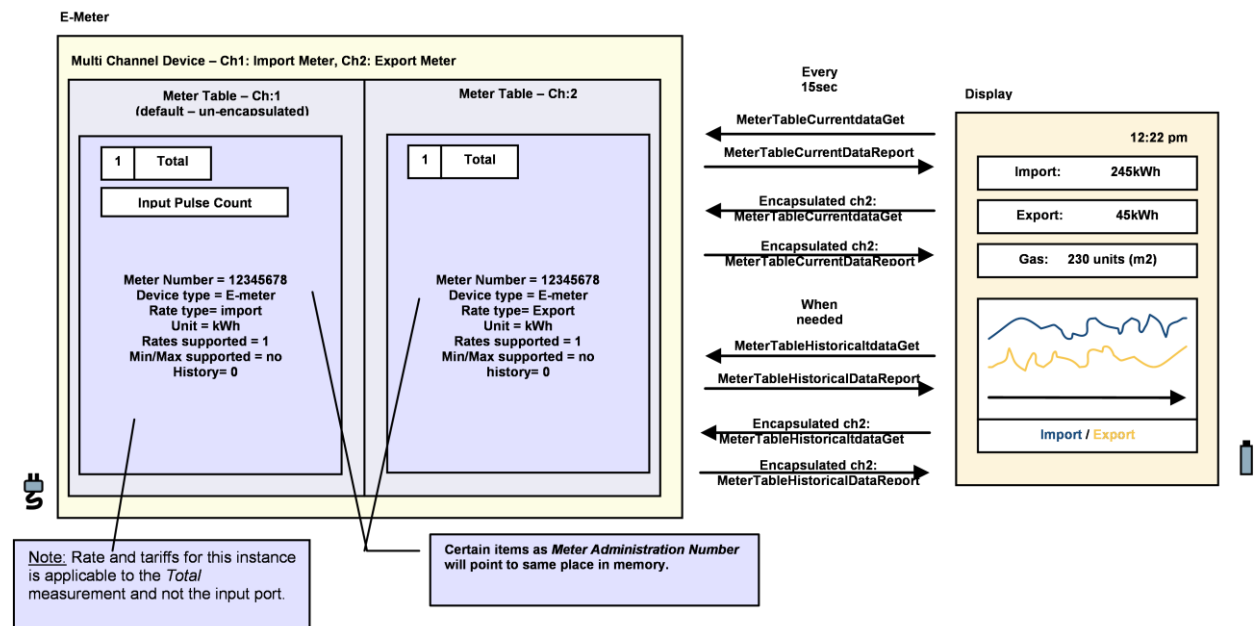 E-Meter
Multi Channel Device – Ch1: Import Meter, Ch2: Export Meter
Meter Table – Ch:1
(default – un-encapsulated)
1 Total
Input Pulse Count
Meter Number = 12345678
Device type = E-meter
Rate type= import
Unit = kWh
Rates supported = 1
Min/Max supported = no
History= 0
Meter Table – Ch:2
1 Total
Meter Number = 12345678
Device type = E-meter
Rate type= Export
Unit = kWh
Rates supported = 1
Min/Max supported = no
history= 0
Every
15sec
MeterTableCurrentdataGet
MeterTableCurrentDataReport
Encapsulated ch2:
MeterTableCurrentdataGet
Encapsulated ch2:
MeterTableCurrentDataReport
When
needed
MeterTableHistoricaltdataGet
MeterTableHistoricalDataReport
Encapsulated ch2:
MeterTableHistoricaltdataGet
Encapsulated ch2:
MeterTableHistoricalDataReport
Display
12:22 pm
Import: 245kWh
Export: 45kWh
Gas: 230 units (m2)
Import / Export
Note: Rate and tariffs for this instance
is applicable to the Total
measurement and not the input port.
Certain items as Meter Administration Number
will point to same place in memory.